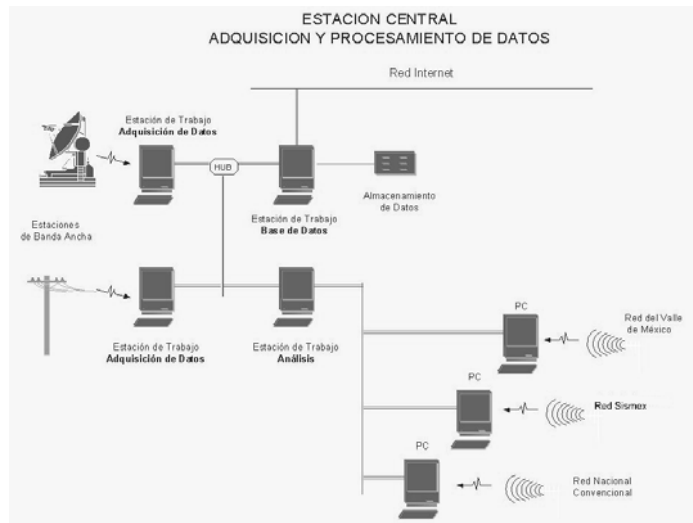 ESTACION CENTRAL
ADQUISICION Y PROCESAMIENTO DE DATOS
Red Internet
Estación de Trabajo
Adquisición de Datos
HUB
Estación de Trabajo
Base de Datos
Almacenamiento
de Datos
Estaciones
de Banda Ancha
Estación de Trabajo
Adquisición de Datos
Estación de Trabajo
Análisis
PC
Red del Valle
de México
PC
Red Sismex
PC
Red Nacional
Convencional